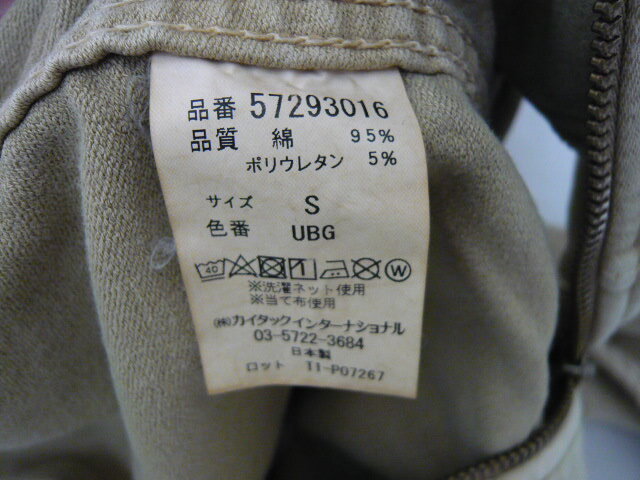 品番 57293016
品質 綿 95%
ポリウレタン 5%
サイズ S
色番 UBG
40 W
※洗濯ネット使用
※当て布使用
㈱カイタックインターナショナル
03-5722-3684
日本製
ロット T1-P07267